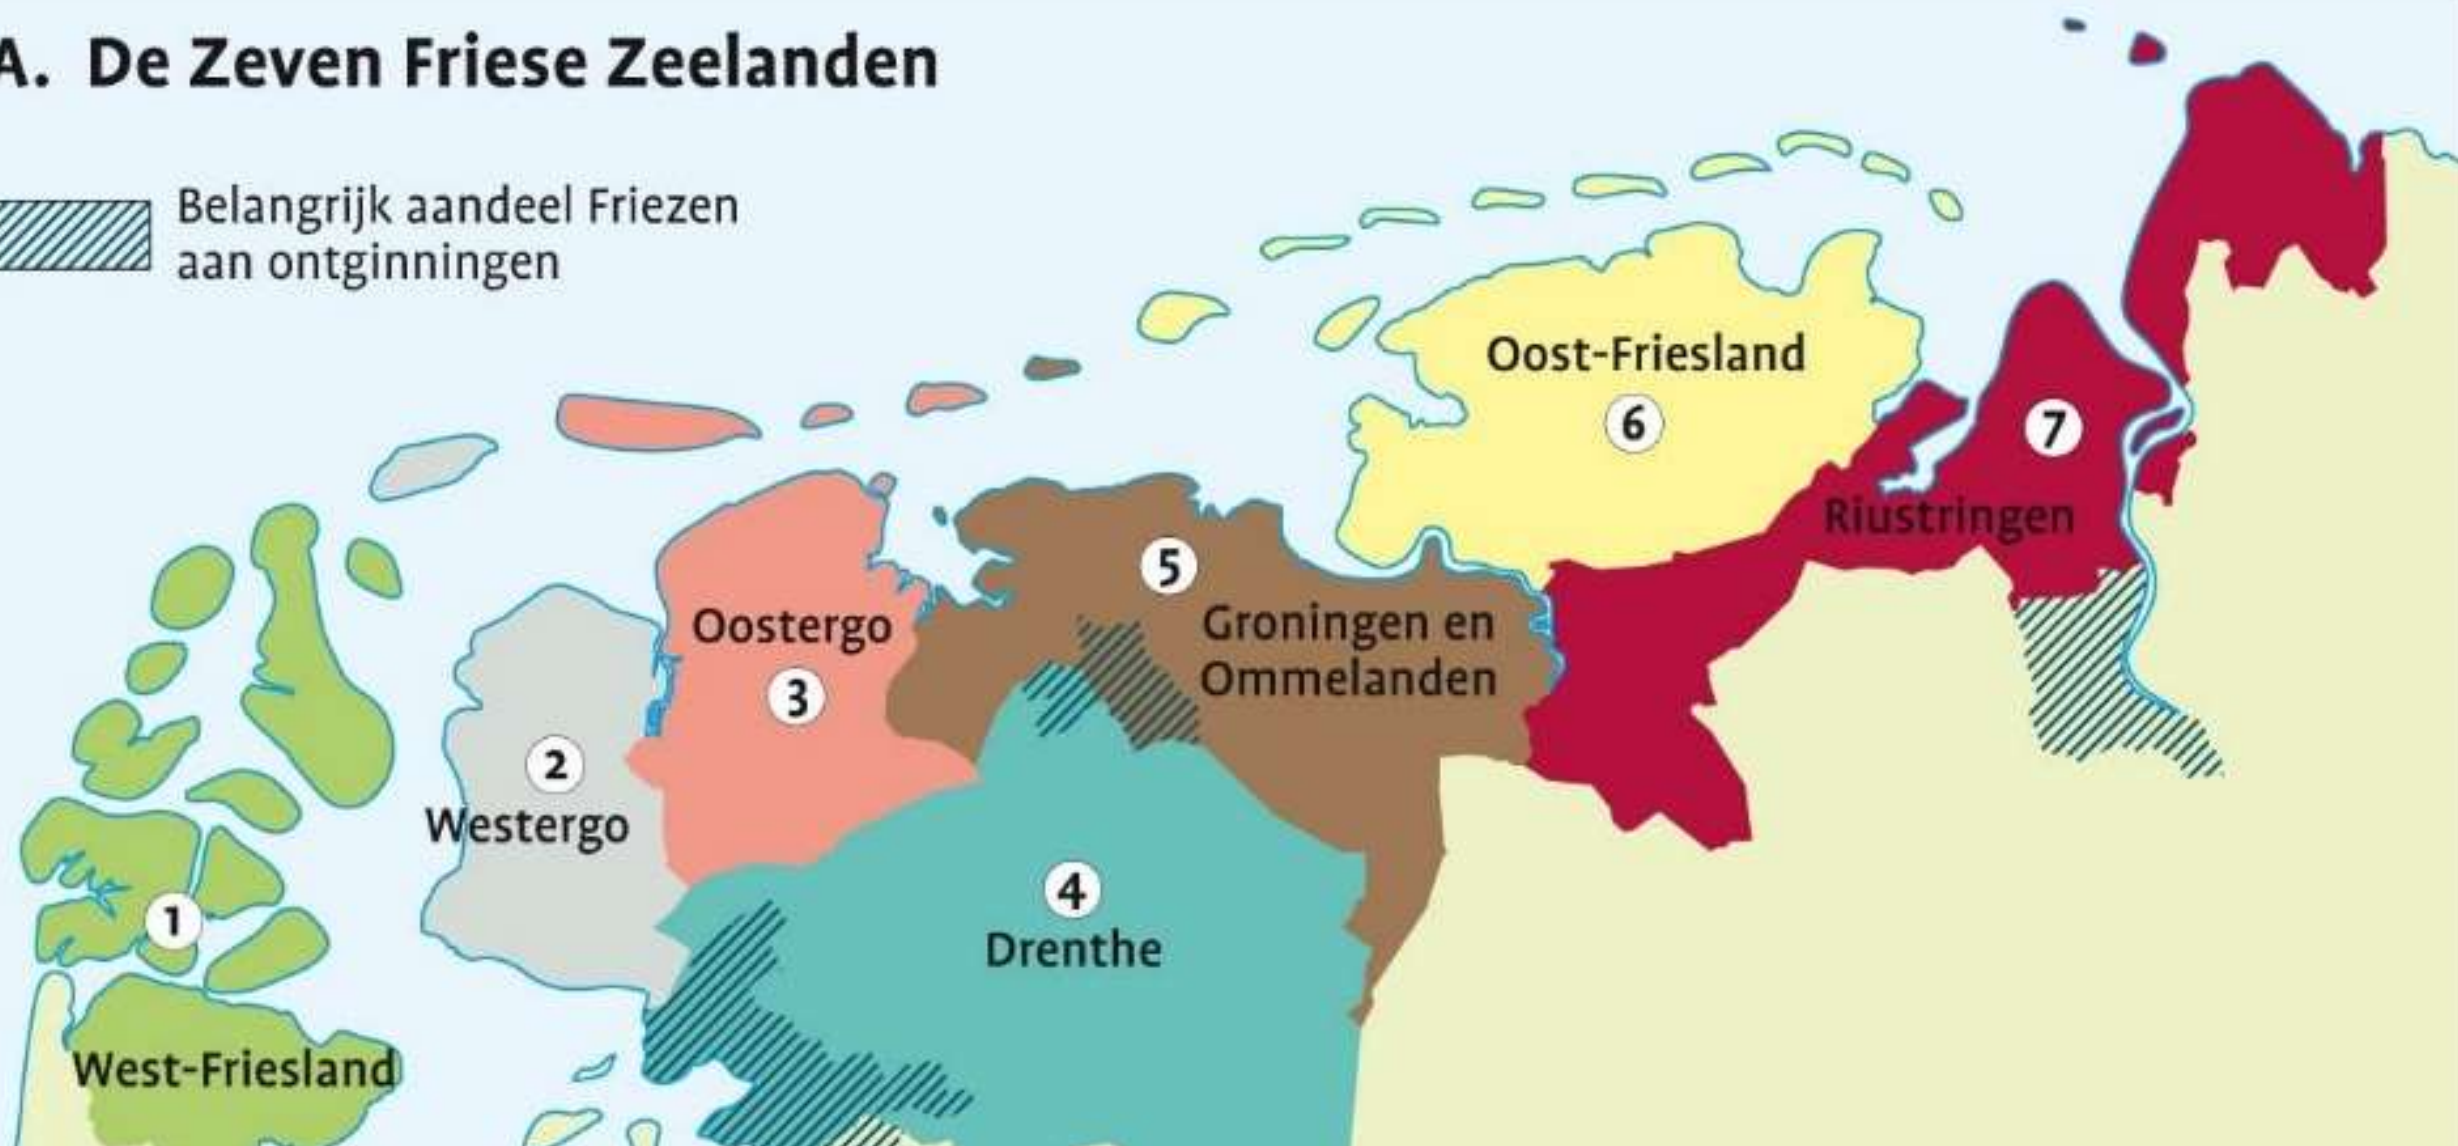 A. De Zeven Friese Zeelanden
Belangrijk aandeel Friezen
aan ontginningen
Oost-Friesland
6
7
Riustringen
5
Groningen en
Ommelanden
Oostergo
3
2
Westergo
4
Drenthe
1
West-Friesland